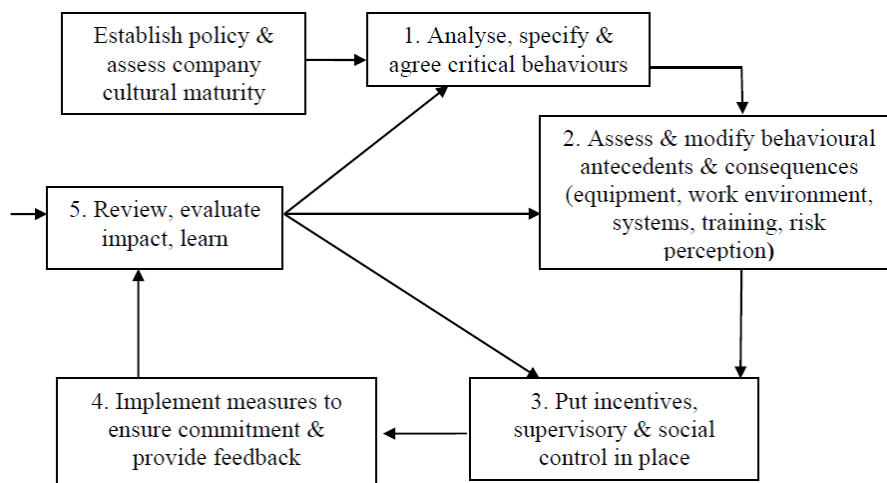 Establish policy &
assess company
cultural maturity
1. Analyse, specify &
agree critical behaviours
2. Assess & modify behavioural
antecedents & consequences
(equipment, work environment,
systems, training, risk
perception)
5. Review, evaluate
impact, learn
4. Implement measures to
ensure commitment &
provide feedback
3. Put incentives,
supervisory & social
control in place